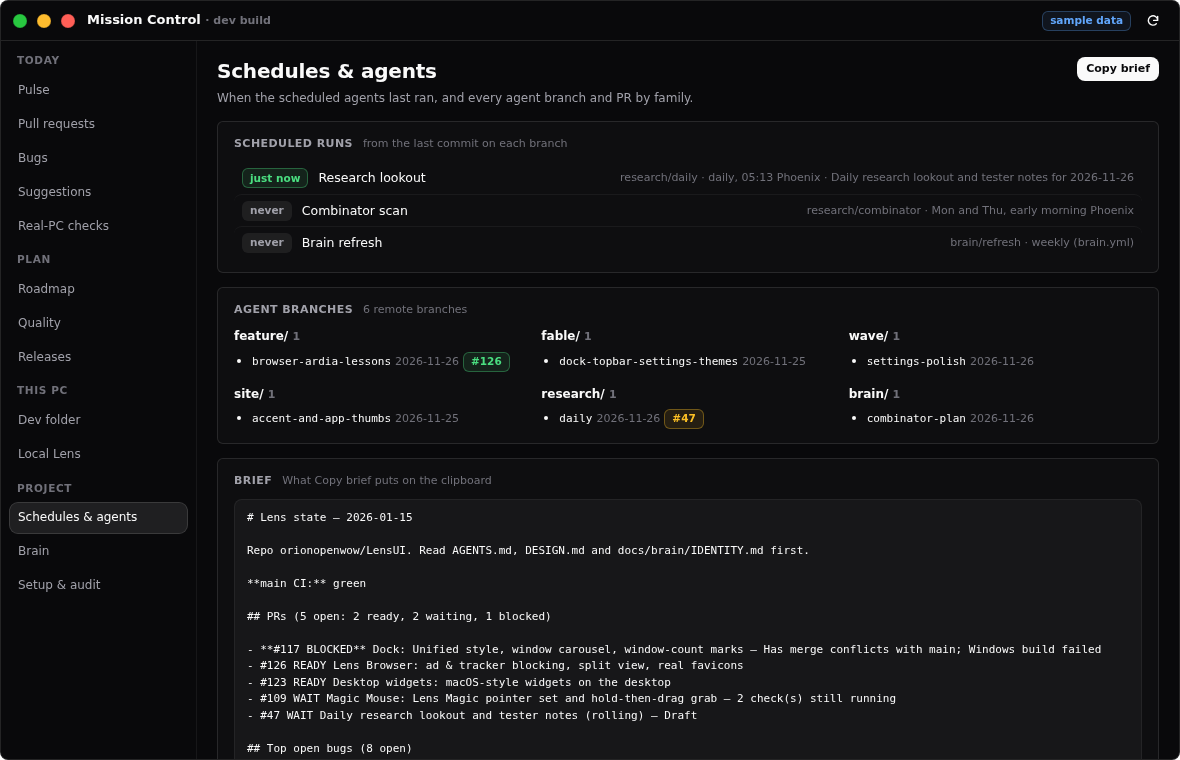 Mission Control · dev build
sample data
TODAY
Pulse
Pull requests
Bugs
Suggestions
Real-PC checks
PLAN
Roadmap
Quality
Releases
THIS PC
Dev folder
Local Lens
PROJECT
Schedules & agents
Brain
Setup & audit
Schedules & agents
Copy brief
When the scheduled agents last ran, and every agent branch and PR by family.
SCHEDULED RUNS from the last commit on each branch
just now Research lookout research/daily · daily, 05:13 Phoenix · Daily research lookout and tester notes for 2026-11-26
never Combinator scan research/combinator · Mon and Thu, early morning Phoenix
never Brain refresh brain/refresh · weekly (brain.yml)
AGENT BRANCHES 6 remote branches
feature/ 1
• browser-ardia-lessons 2026-11-26 #126
fable/ 1
• dock-topbar-settings-themes 2026-11-25
wave/ 1
• settings-polish 2026-11-26
site/ 1
• accent-and-app-thumbs 2026-11-25
research/ 1
• daily 2026-11-26 #47
brain/ 1
• combinator-plan 2026-11-26
BRIEF What Copy brief puts on the clipboard
# Lens state — 2026-01-15
Repo orionopenwow/LensUI. Read AGENTS.md, DESIGN.md and docs/brain/IDENTITY.md first.
**main CI:** green
## PRs (5 open: 2 ready, 2 waiting, 1 blocked)
- **#117 BLOCKED** Dock: Unified style, window carousel, window-count marks — Has merge conflicts with main; Windows build failed
- #126 READY Lens Browser: ad & tracker blocking, split view, real favicons
- #123 READY Desktop widgets: macOS-style widgets on the desktop
- #109 WAIT Magic Mouse: Lens Magic pointer set and hold-then-drag grab — 2 check(s) still running
- #47 WAIT Daily research lookout and tester notes (rolling) — Draft
## Top open bugs (8 open)